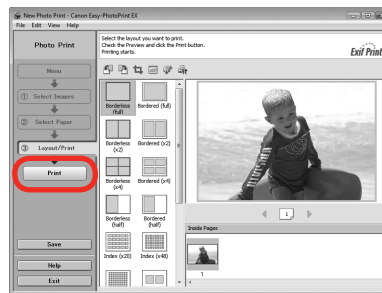 New Photo Print - Canon Easy-PhotoPrint EX
File Edit View Help
Photo Print
Select the layout you want to print.
Check the Preview and click the Print button.
Printing starts.
Exif Print
Menu
① Select Images
② Select Paper
③ Layout/Print
Print
Save
Help
Exit
Borderless (full)
Bordered (full)
Borderless (x2)
Bordered (x2)
Borderless (x4)
Bordered (x4)
Borderless (half)
Bordered (half)
Index (x20)
Index (x48)
1
Inside Pages
1